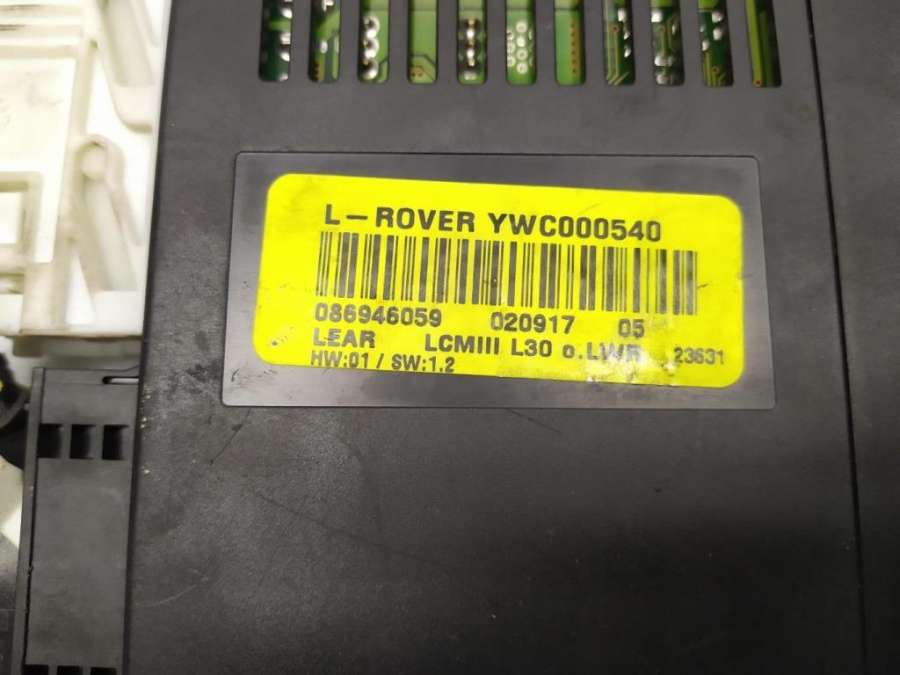 L-ROVER YWC000540
086946059 020917 05
LEAR LCMIII L30 o.LWR 23631
HW:01 / SW:1.2